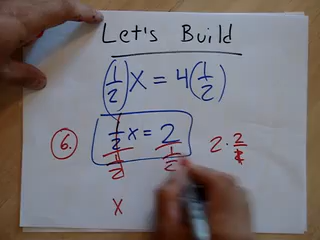 Let's Build
(1/2)x = 4(1/2)
6. 1/2 x = 2 2 · 2/1
1/2 1/2
x